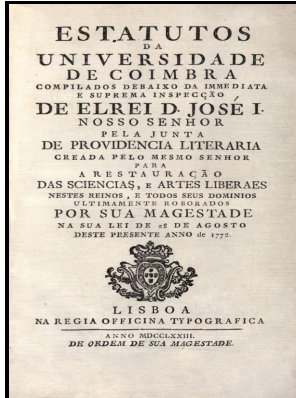 ESTATUTOS
DA
UNIVERSIDADE
DE COIMBRA
COMPILADOS DEBAIXO DA IMMEDIATA
E SUPREMA INSPECÇÃO
DE ELREI D. JOSÉ I.
NOSSO SENHOR
PELA JUNTA
DE PROVIDENCIA LITERARIA
CREADA PELO MESMO SENHOR
PARA
A RESTAURAÇÃO
DAS SCIENCIAS, E ARTES LIBERAES
NESTES REINOS, E TODOS SEUS DOMINIOS
ULTIMAMENTE ROBORADOS
POR SUA MAGESTADE
NA SUA LEI DE 28 DE AGOSTO
DESTE PRESENTE ANNO de 1772.
LISBOA
NA REGIA OFFICINA TYPOGRAFICA
ANNO MDCCLXXIII.
DE ORDEM DE SUA MAGESTADE.